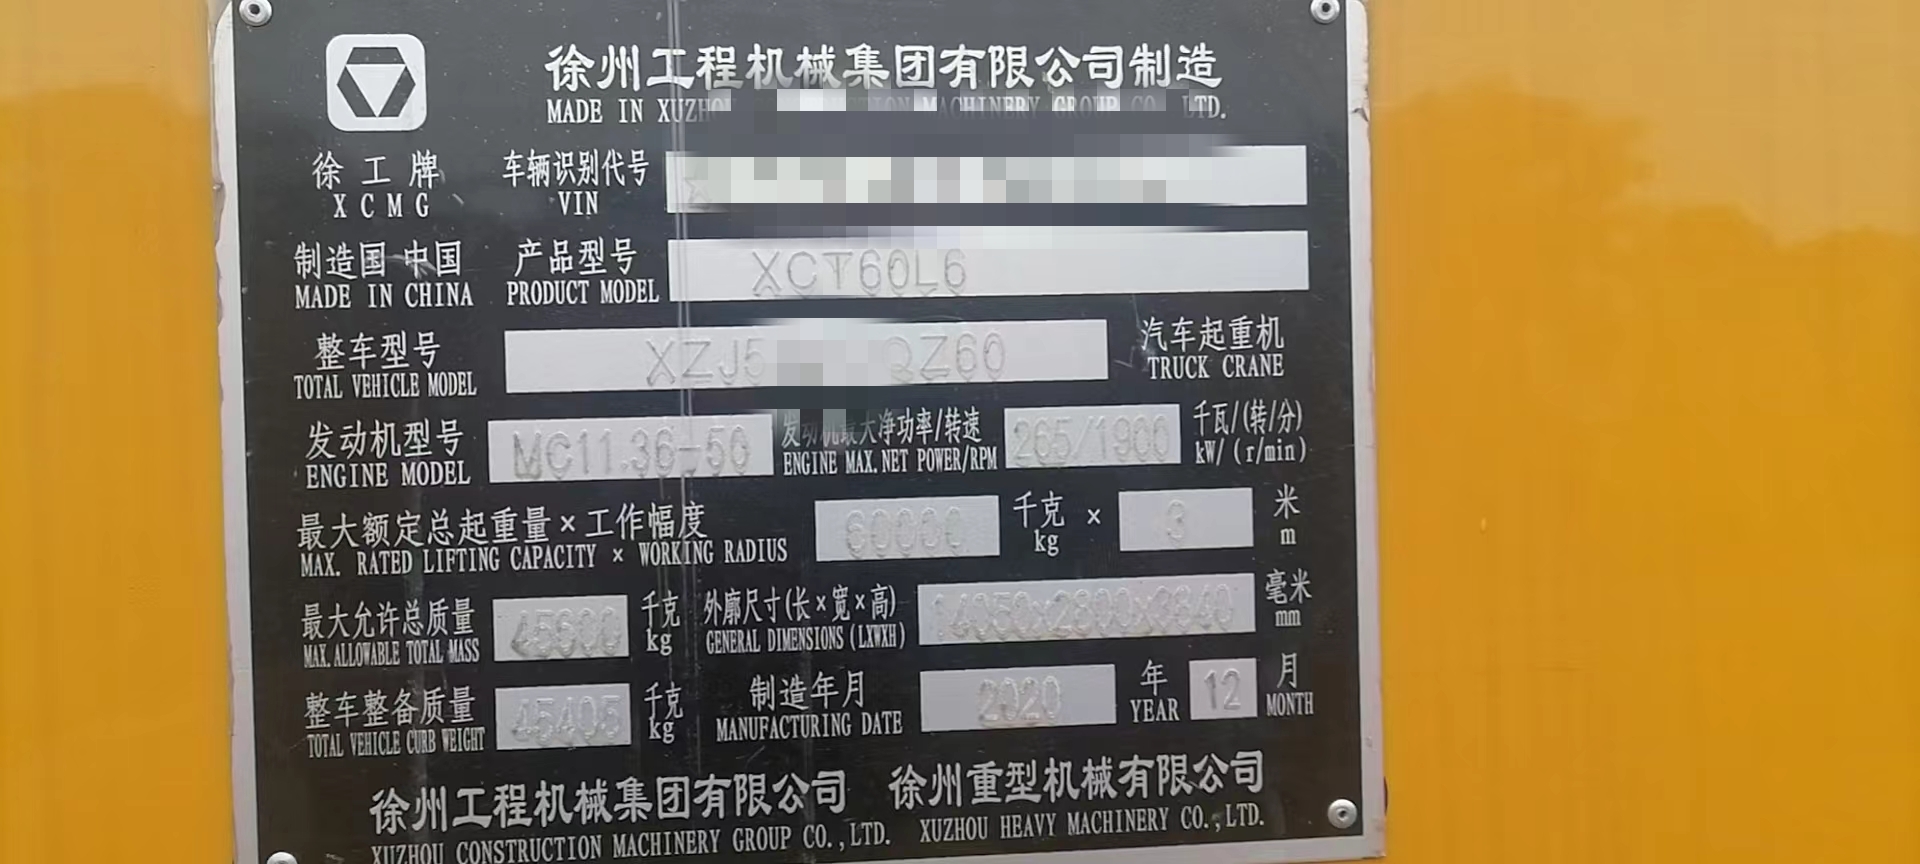 徐州工程机械集团有限公司制造
MADE IN XUZHOU CONSTRUCTION MACHINERY GROUP CO., LTD.
徐工牌 车辆识别代号
XCMG VIN
制造国 中国 产品型号 XCT60L6
MADE IN CHINA PRODUCT MODEL
整车型号 XZJ5 QZ60 汽车起重机
TOTAL VEHICLE MODEL TRUCK CRANE
发动机型号 MC11.36-50 发动机最大净功率/转速 265/1900 千瓦/(转/分)
ENGINE MODEL ENGINE MAX. NET POWER/RPM kW/(r/min)
最大额定总起重量×工作幅度 60000 千克 × 3 米
MAX. RATED LIFTING CAPACITY × WORKING RADIUS kg m
最大允许总质量 千克 外廓尺寸(长×宽×高) 毫米
MAX. ALLOWABLE TOTAL MASS kg GENERAL DIMENSIONS (LXWXH) mm
整车整备质量 45405 千克 制造年月 2020 年 12 月
TOTAL VEHICLE CURB WEIGHT kg MANUFACTURING DATE YEAR MONTH
徐州工程机械集团有限公司 徐州重型机械有限公司
XUZHOU CONSTRUCTION MACHINERY GROUP CO.,LTD. XUZHOU HEAVY MACHINERY CO.,LTD.